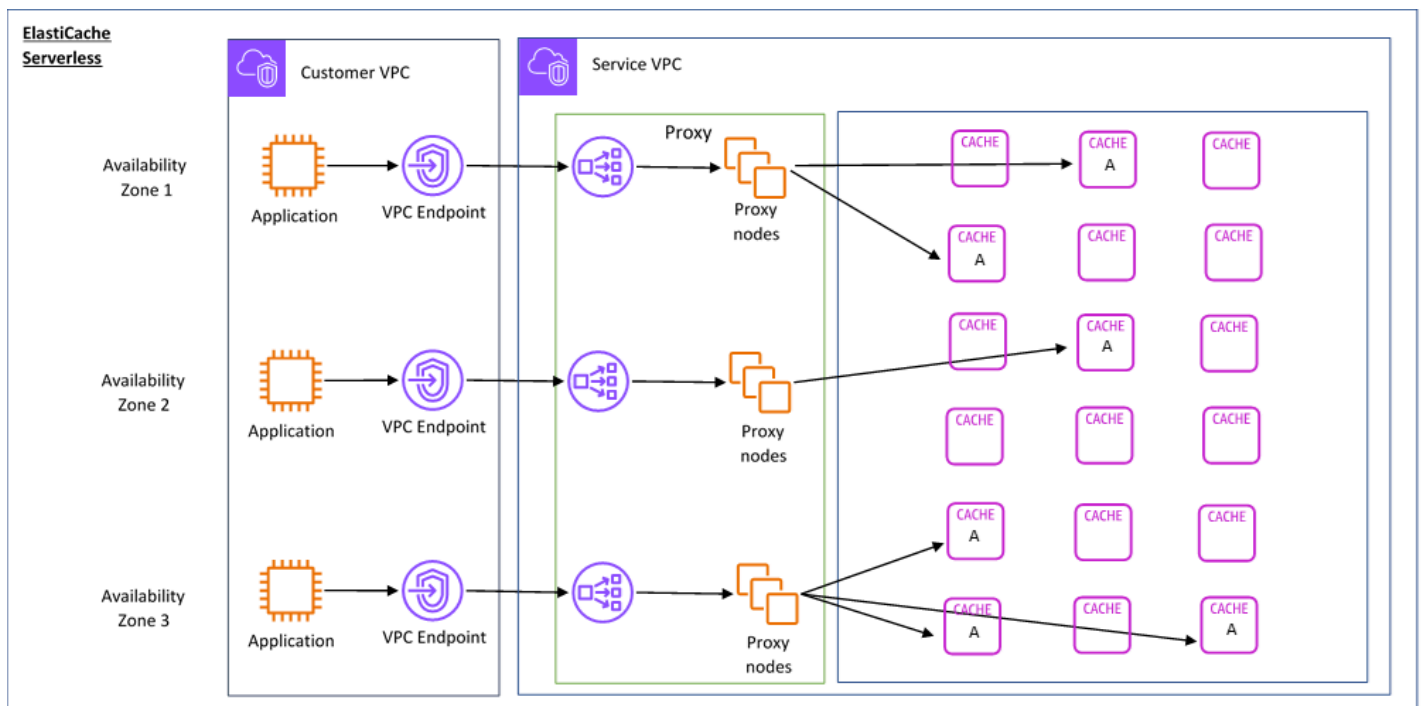 ElastiCache
Serverless
Customer VPC
Service VPC
Availability
Zone 1
Application
VPC Endpoint
Proxy
Proxy
nodes
CACHE
CACHE
A
CACHE
CACHE
A
CACHE
CACHE
Availability
Zone 2
Application
VPC Endpoint
Proxy
nodes
CACHE
CACHE
A
CACHE
CACHE
CACHE
CACHE
Availability
Zone 3
Application
VPC Endpoint
Proxy
nodes
CACHE
A
CACHE
CACHE
CACHE
A
CACHE
CACHE
A